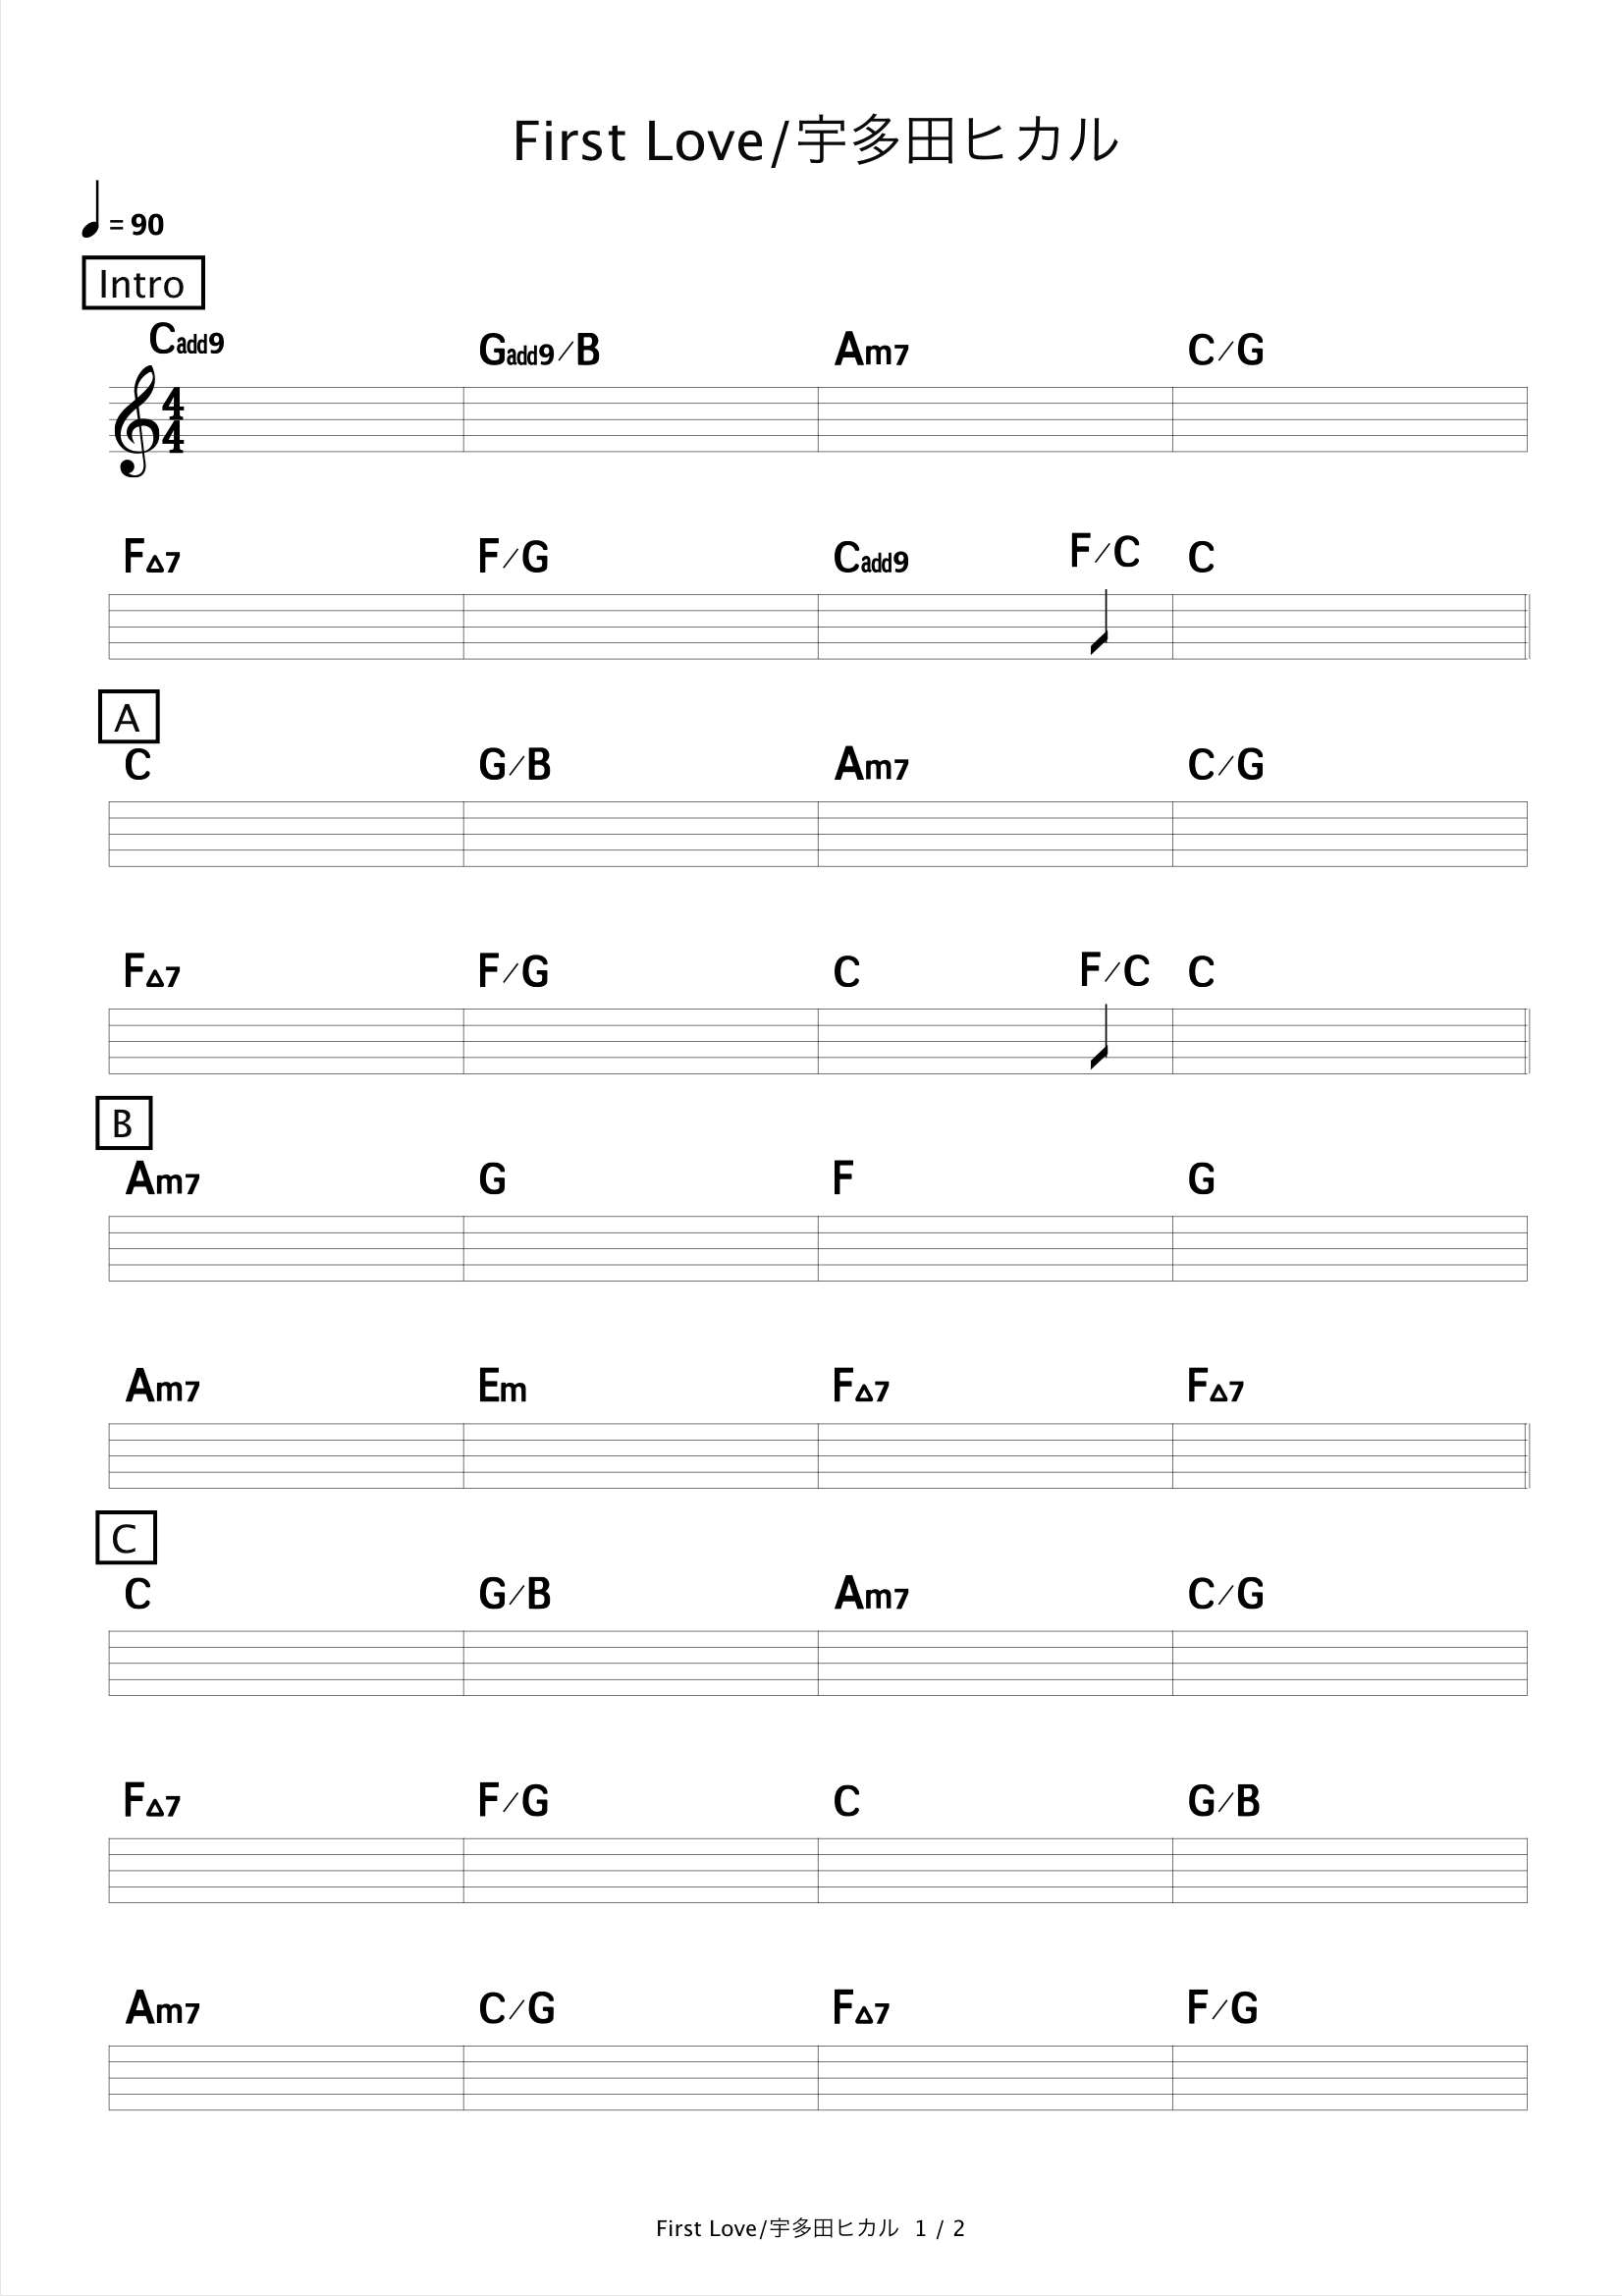 First Love/宇多田ヒカル
= 90
Intro
Cadd9 Gadd9/B Am7 C/G
4
4
F△7 F/G Cadd9 F/C C
A
C G/B Am7 C/G
F△7 F/G C F/C C
B
Am7 G F G
Am7 Em F△7 F△7
C
C G/B Am7 C/G
F△7 F/G C G/B
Am7 C/G F△7 F/G
First Love/宇多田ヒカル 1 / 2